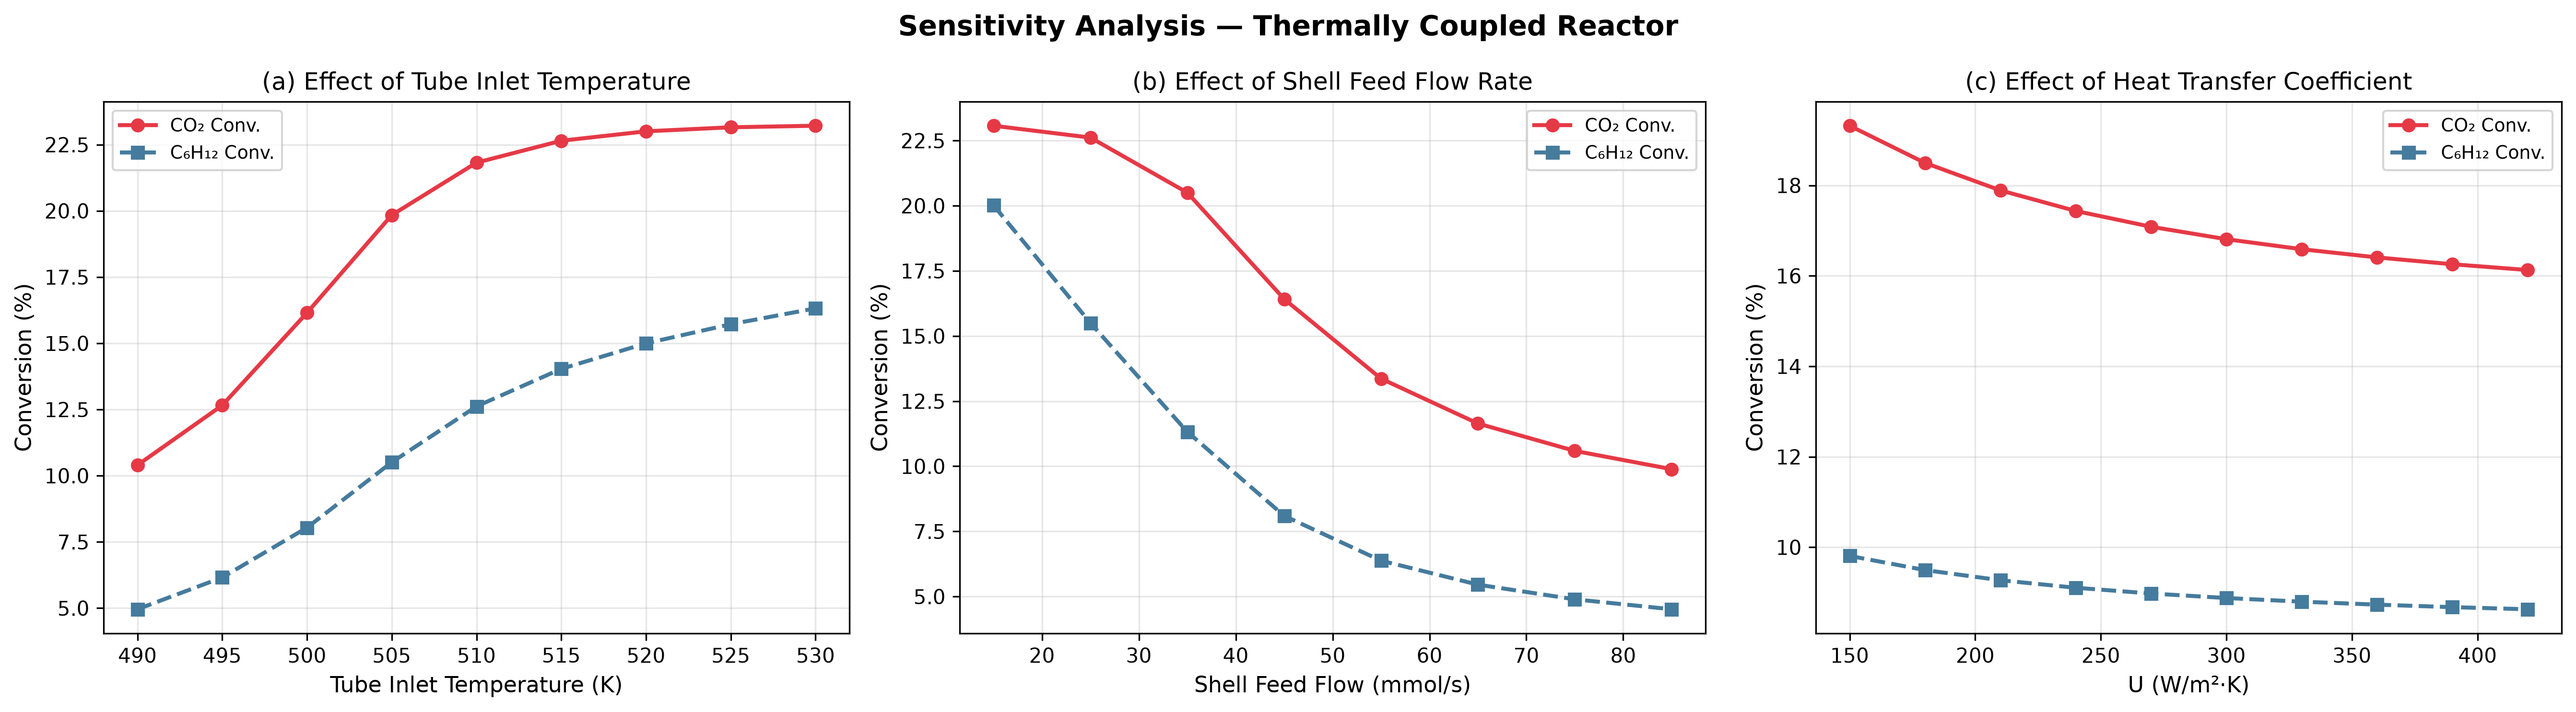 Sensitivity Analysis — Thermally Coupled Reactor
(a) Effect of Tube Inlet Temperature
CO₂ Conv.
C₆H₁₂ Conv.
Conversion (%)
22.5
20.0
17.5
15.0
12.5
10.0
7.5
5.0
490 495 500 505 510 515 520 525 530
Tube Inlet Temperature (K)
(b) Effect of Shell Feed Flow Rate
CO₂ Conv.
C₆H₁₂ Conv.
Conversion (%)
22.5
20.0
17.5
15.0
12.5
10.0
7.5
5.0
20 30 40 50 60 70 80
Shell Feed Flow (mmol/s)
(c) Effect of Heat Transfer Coefficient
CO₂ Conv.
C₆H₁₂ Conv.
Conversion (%)
18
16
14
12
10
150 200 250 300 350 400
U (W/m²·K)